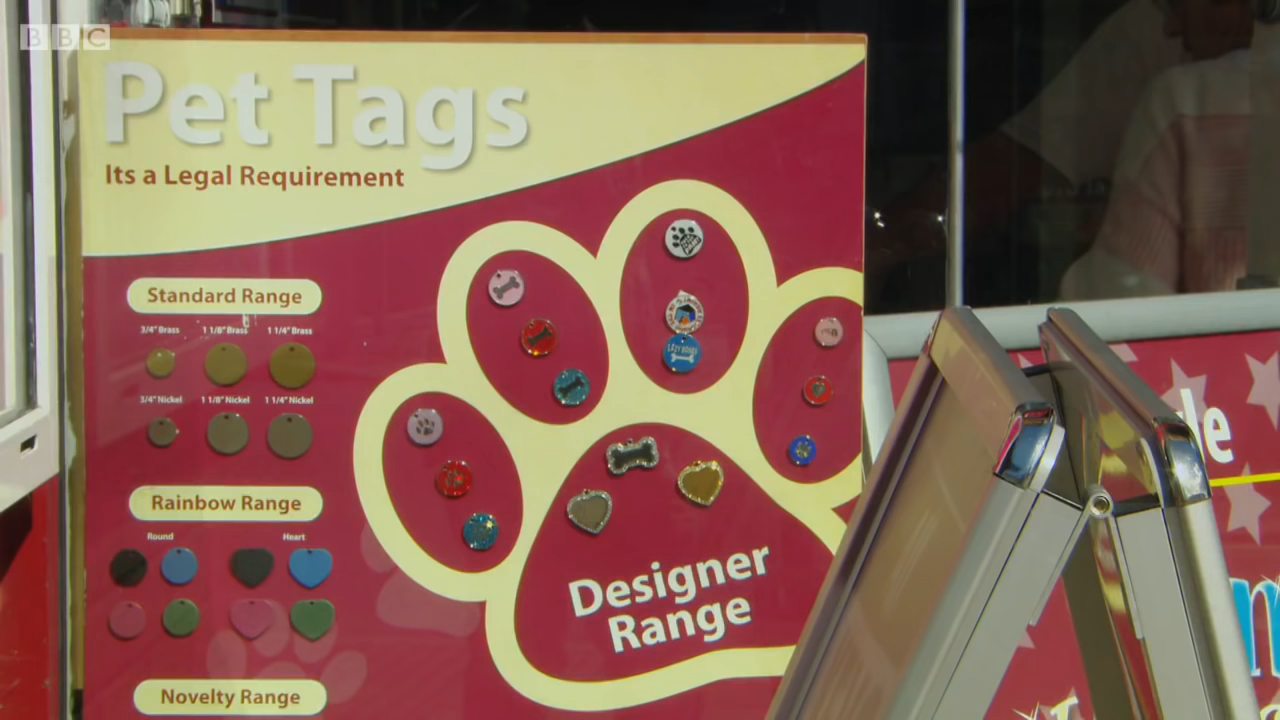 BBC
Pet Tags
Its a Legal Requirement
Standard Range
3/4" Brass 1 1/8" Brass 1 1/4" Brass
3/4" Nickel 1 1/8" Nickel 1 1/4" Nickel
Rainbow Range
Round Heart
Novelty Range
Designer
Range